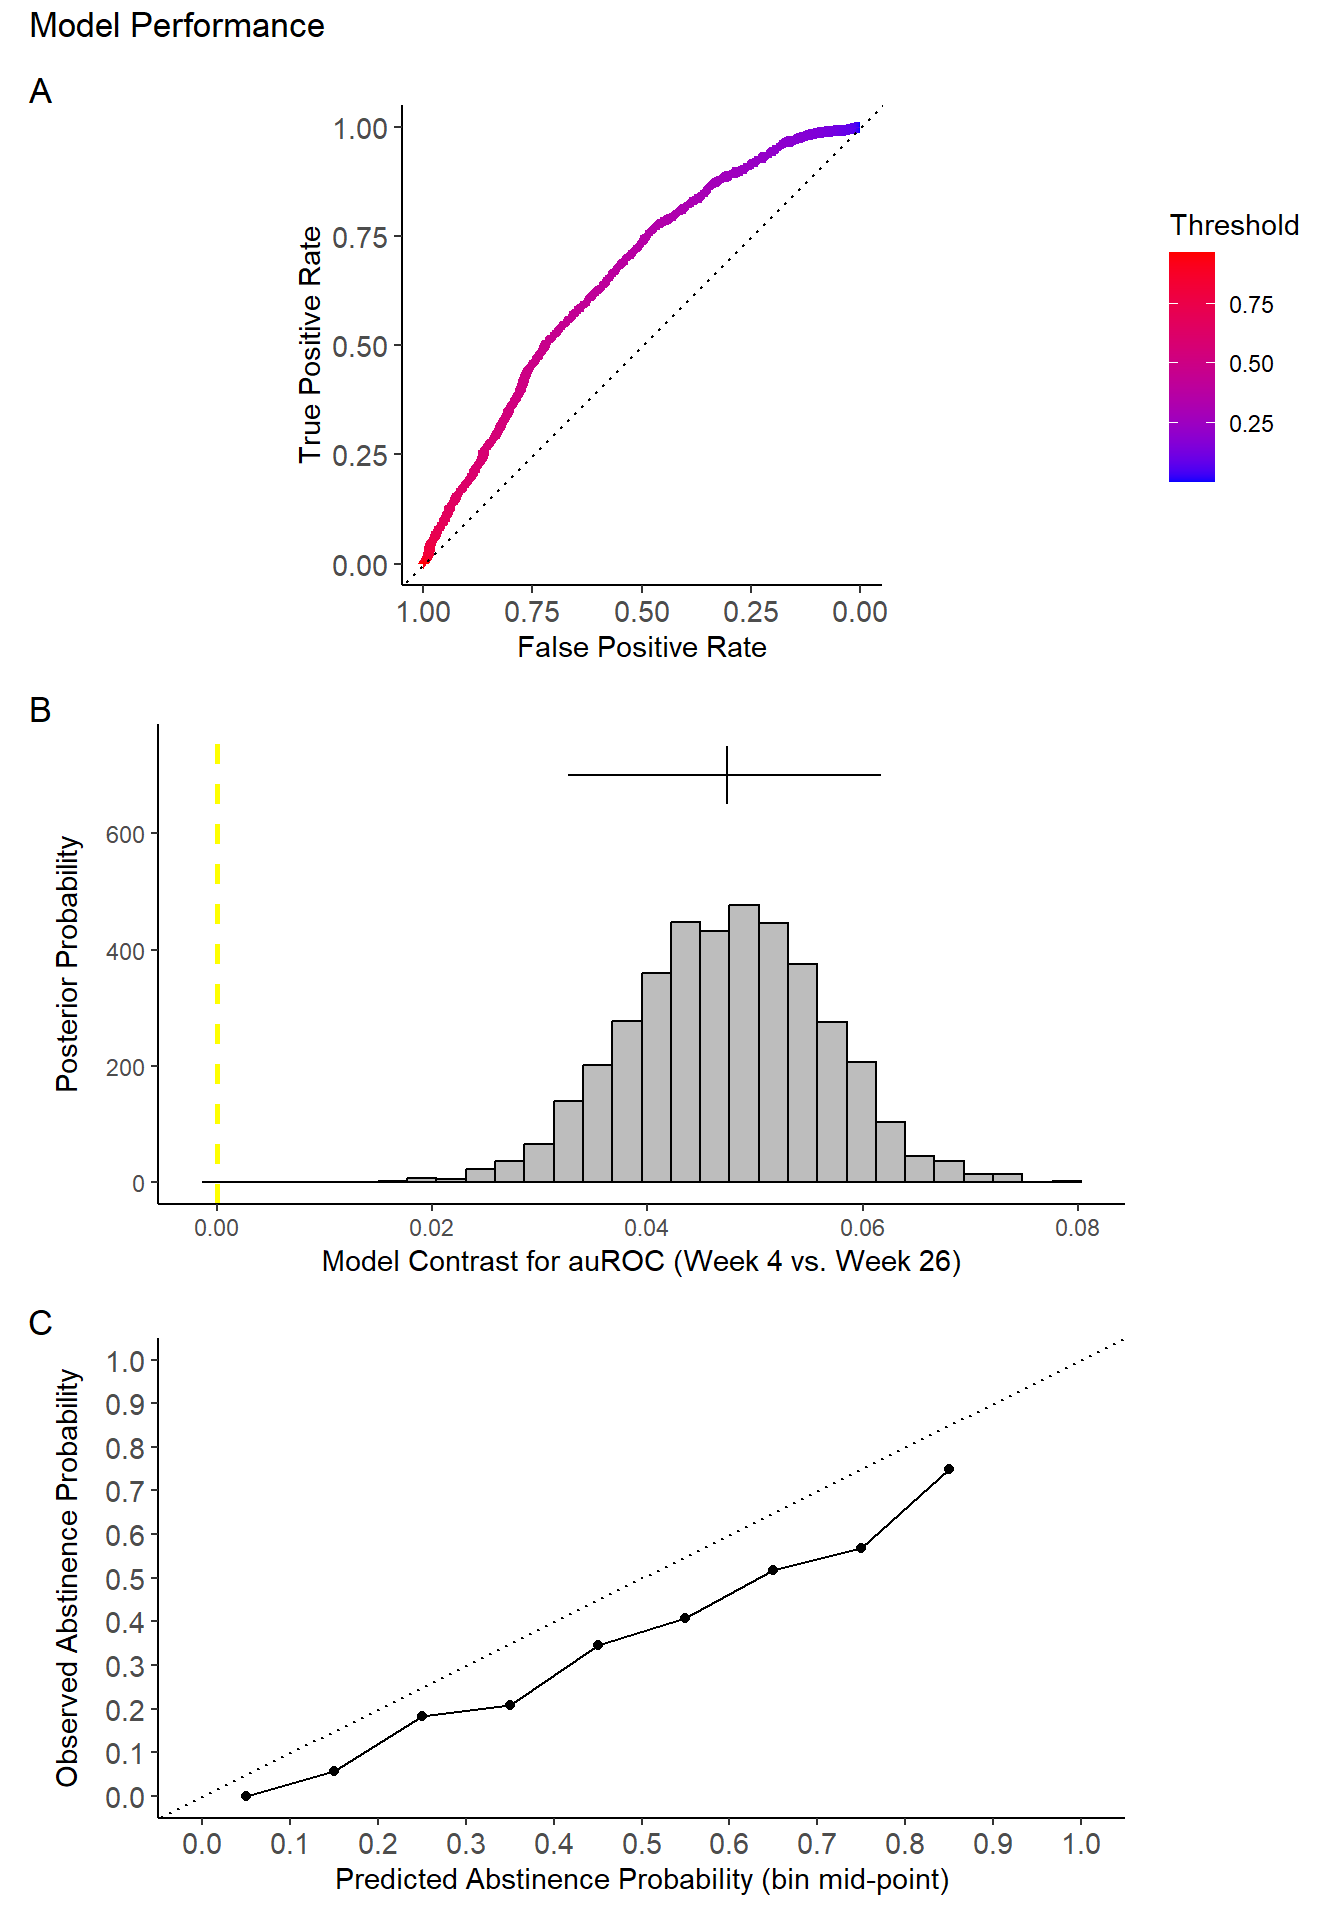 Model Performance
A
True Positive Rate
1.00
0.75
0.50
0.25
0.00
1.00 0.75 0.50 0.25 0.00
False Positive Rate
Threshold
0.75
0.50
0.25
B
Posterior Probability
600
400
200
0
0.00 0.02 0.04 0.06 0.08
Model Contrast for auROC (Week 4 vs. Week 26)
C
Observed Abstinence Probability
1.0
0.9
0.8
0.7
0.6
0.5
0.4
0.3
0.2
0.1
0.0
0.0 0.1 0.2 0.3 0.4 0.5 0.6 0.7 0.8 0.9 1.0
Predicted Abstinence Probability (bin mid-point)